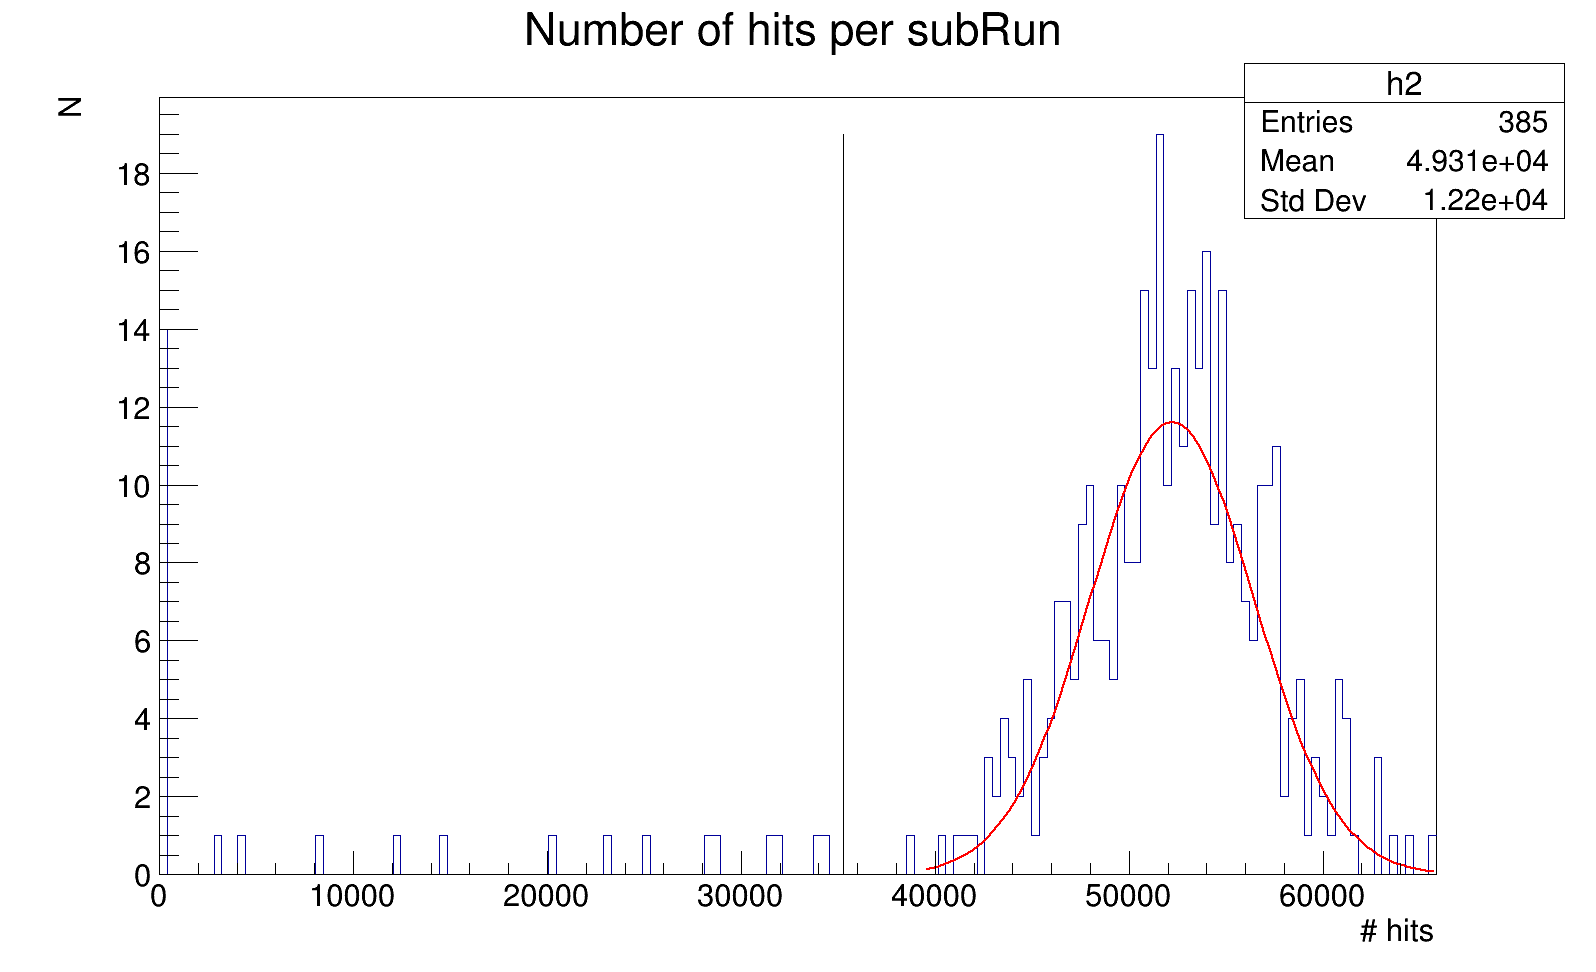 Number of hits per subRun
N
h2
Entries 385
Mean 4.931e+04
Std Dev 1.22e+04
18
16
14
12
10
8
6
4
2
0
0 10000 20000 30000 40000 50000 60000
# hits